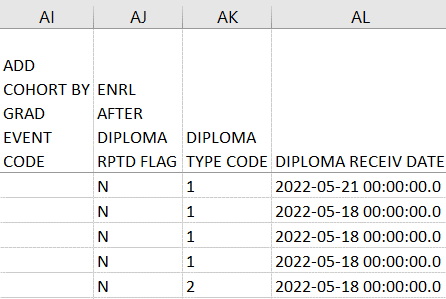 AI AJ AK AL
ADD
COHORT BY ENRL
GRAD AFTER
EVENT DIPLOMA DIPLOMA
CODE RPTD FLAG TYPE CODE DIPLOMA RECEIV DATE
N 1 2022-05-21 00:00:00.0
N 1 2022-05-18 00:00:00.0
N 1 2022-05-18 00:00:00.0
N 1 2022-05-18 00:00:00.0
N 2 2022-05-18 00:00:00.0